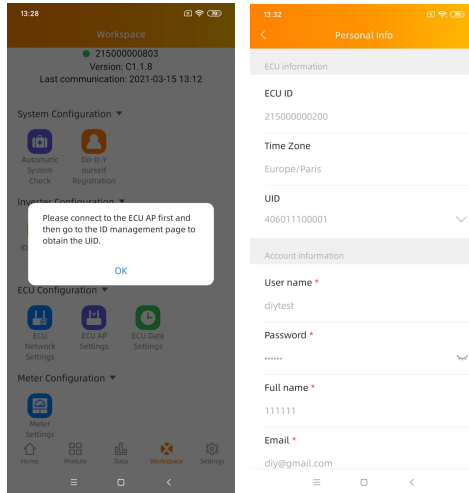 13:28
Workspace
215000000803
Version: C1.1.8
Last communication: 2021-03-15 13:12
System Configuration
Automatic
System
Check
Do-It-Y
ourself
Registration
Inverter Configuration
ID
Please connect to the ECU AP first and
then go to the ID management page to
obtain the UID.
OK
ECU Configuration
ECU
Network
Settings
ECU AP
Settings
ECU Date
Settings
Meter Configuration
Meter
Settings
Home
Module
Data
Workspace
Settings
13:32
Personal Info
ECU information
ECU ID
215000000200
Time Zone
Europe/Paris
UID
406011100001
Account information
User name *
diytest
Password *
••••••
Full name *
111111
Email *
diy@gmail.com